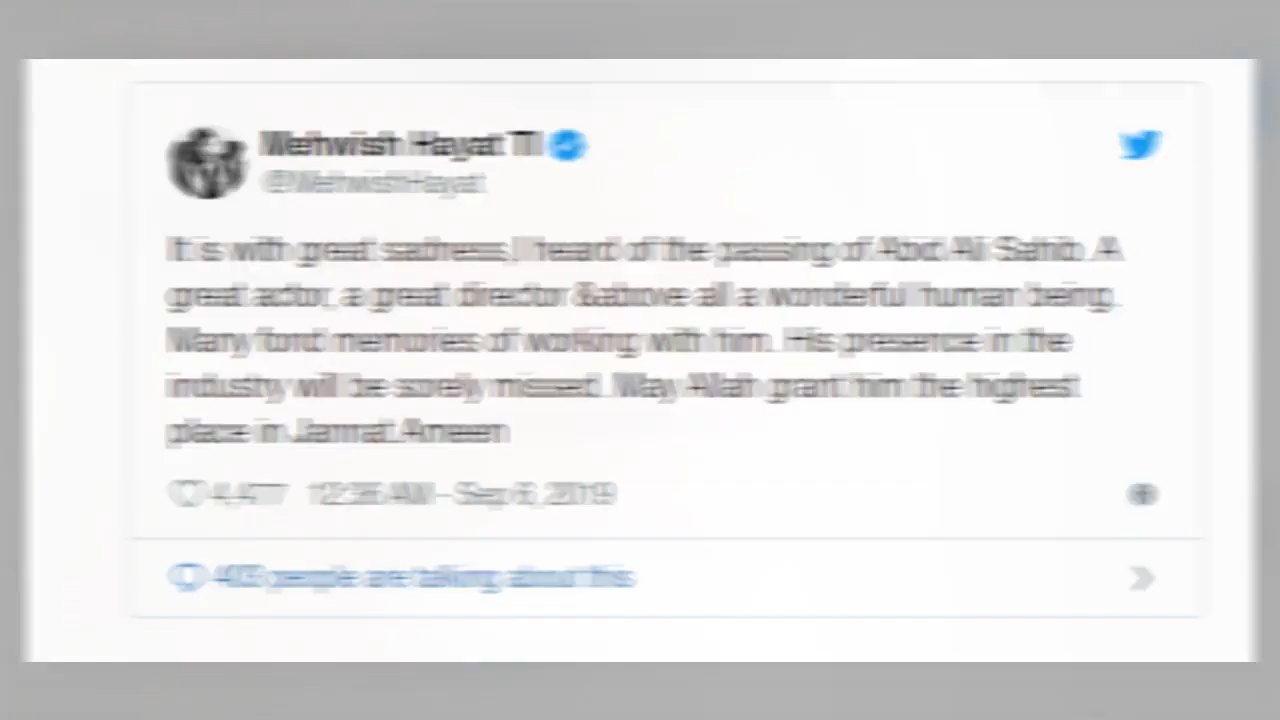 Mehwish Hayat TI
@MehwishHayat
It is with great sadness,I heard of the passing of Abid Ali Sahib. A
great actor, a great director &above all a wonderful human being.
Many fond memories of working with him. His presence in the
industry will be sorely missed. May Allah grant him the highest
place in Jannat.Ameen
12:36 AM - Sep 6, 2019
people are talking about this